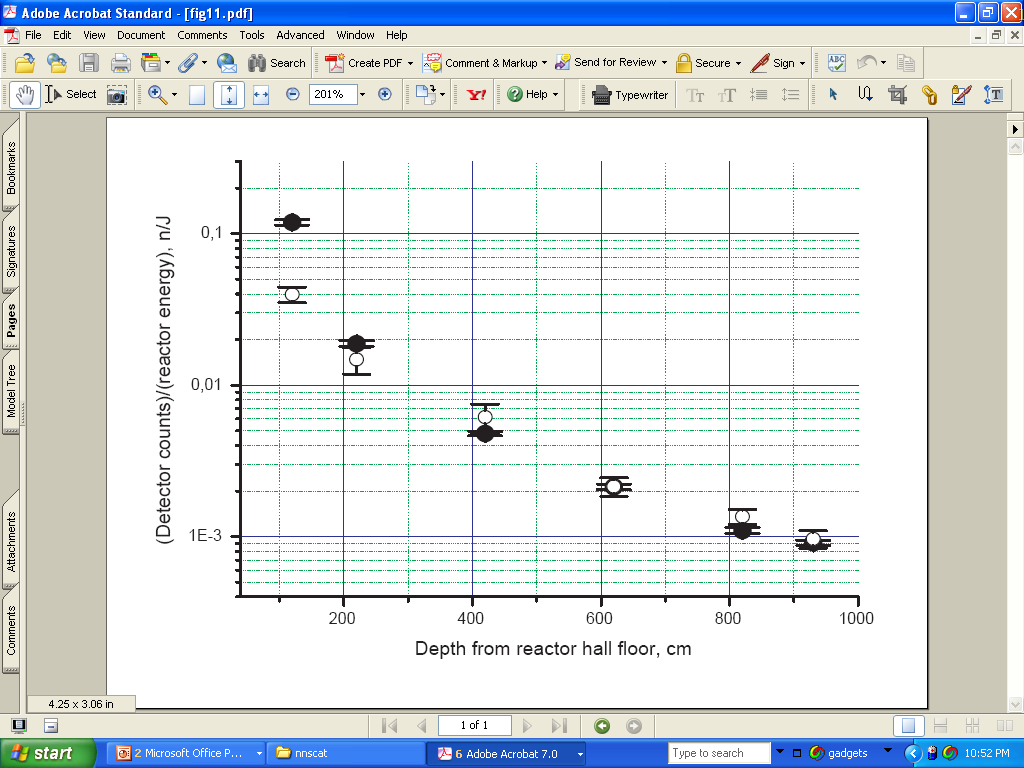 Adobe Acrobat Standard - [fig11.pdf]
File Edit View Document Comments Tools Advanced Window Help
Search Create PDF Comment & Markup Send for Review Secure Sign
Select 201% Y! Help Typewriter
Bookmarks
Signatures
Pages
Model Tree
Attachments
Comments
(Detector counts)/(reactor energy), n/J
0,1
0,01
1E-3
200 400 600 800 1000
Depth from reactor hall floor, cm
4.25 x 3.06 in
1 of 1
start 2 Microsoft Office P... nnscat 6 Adobe Acrobat 7.0 Type to search gadgets 10:52 PM